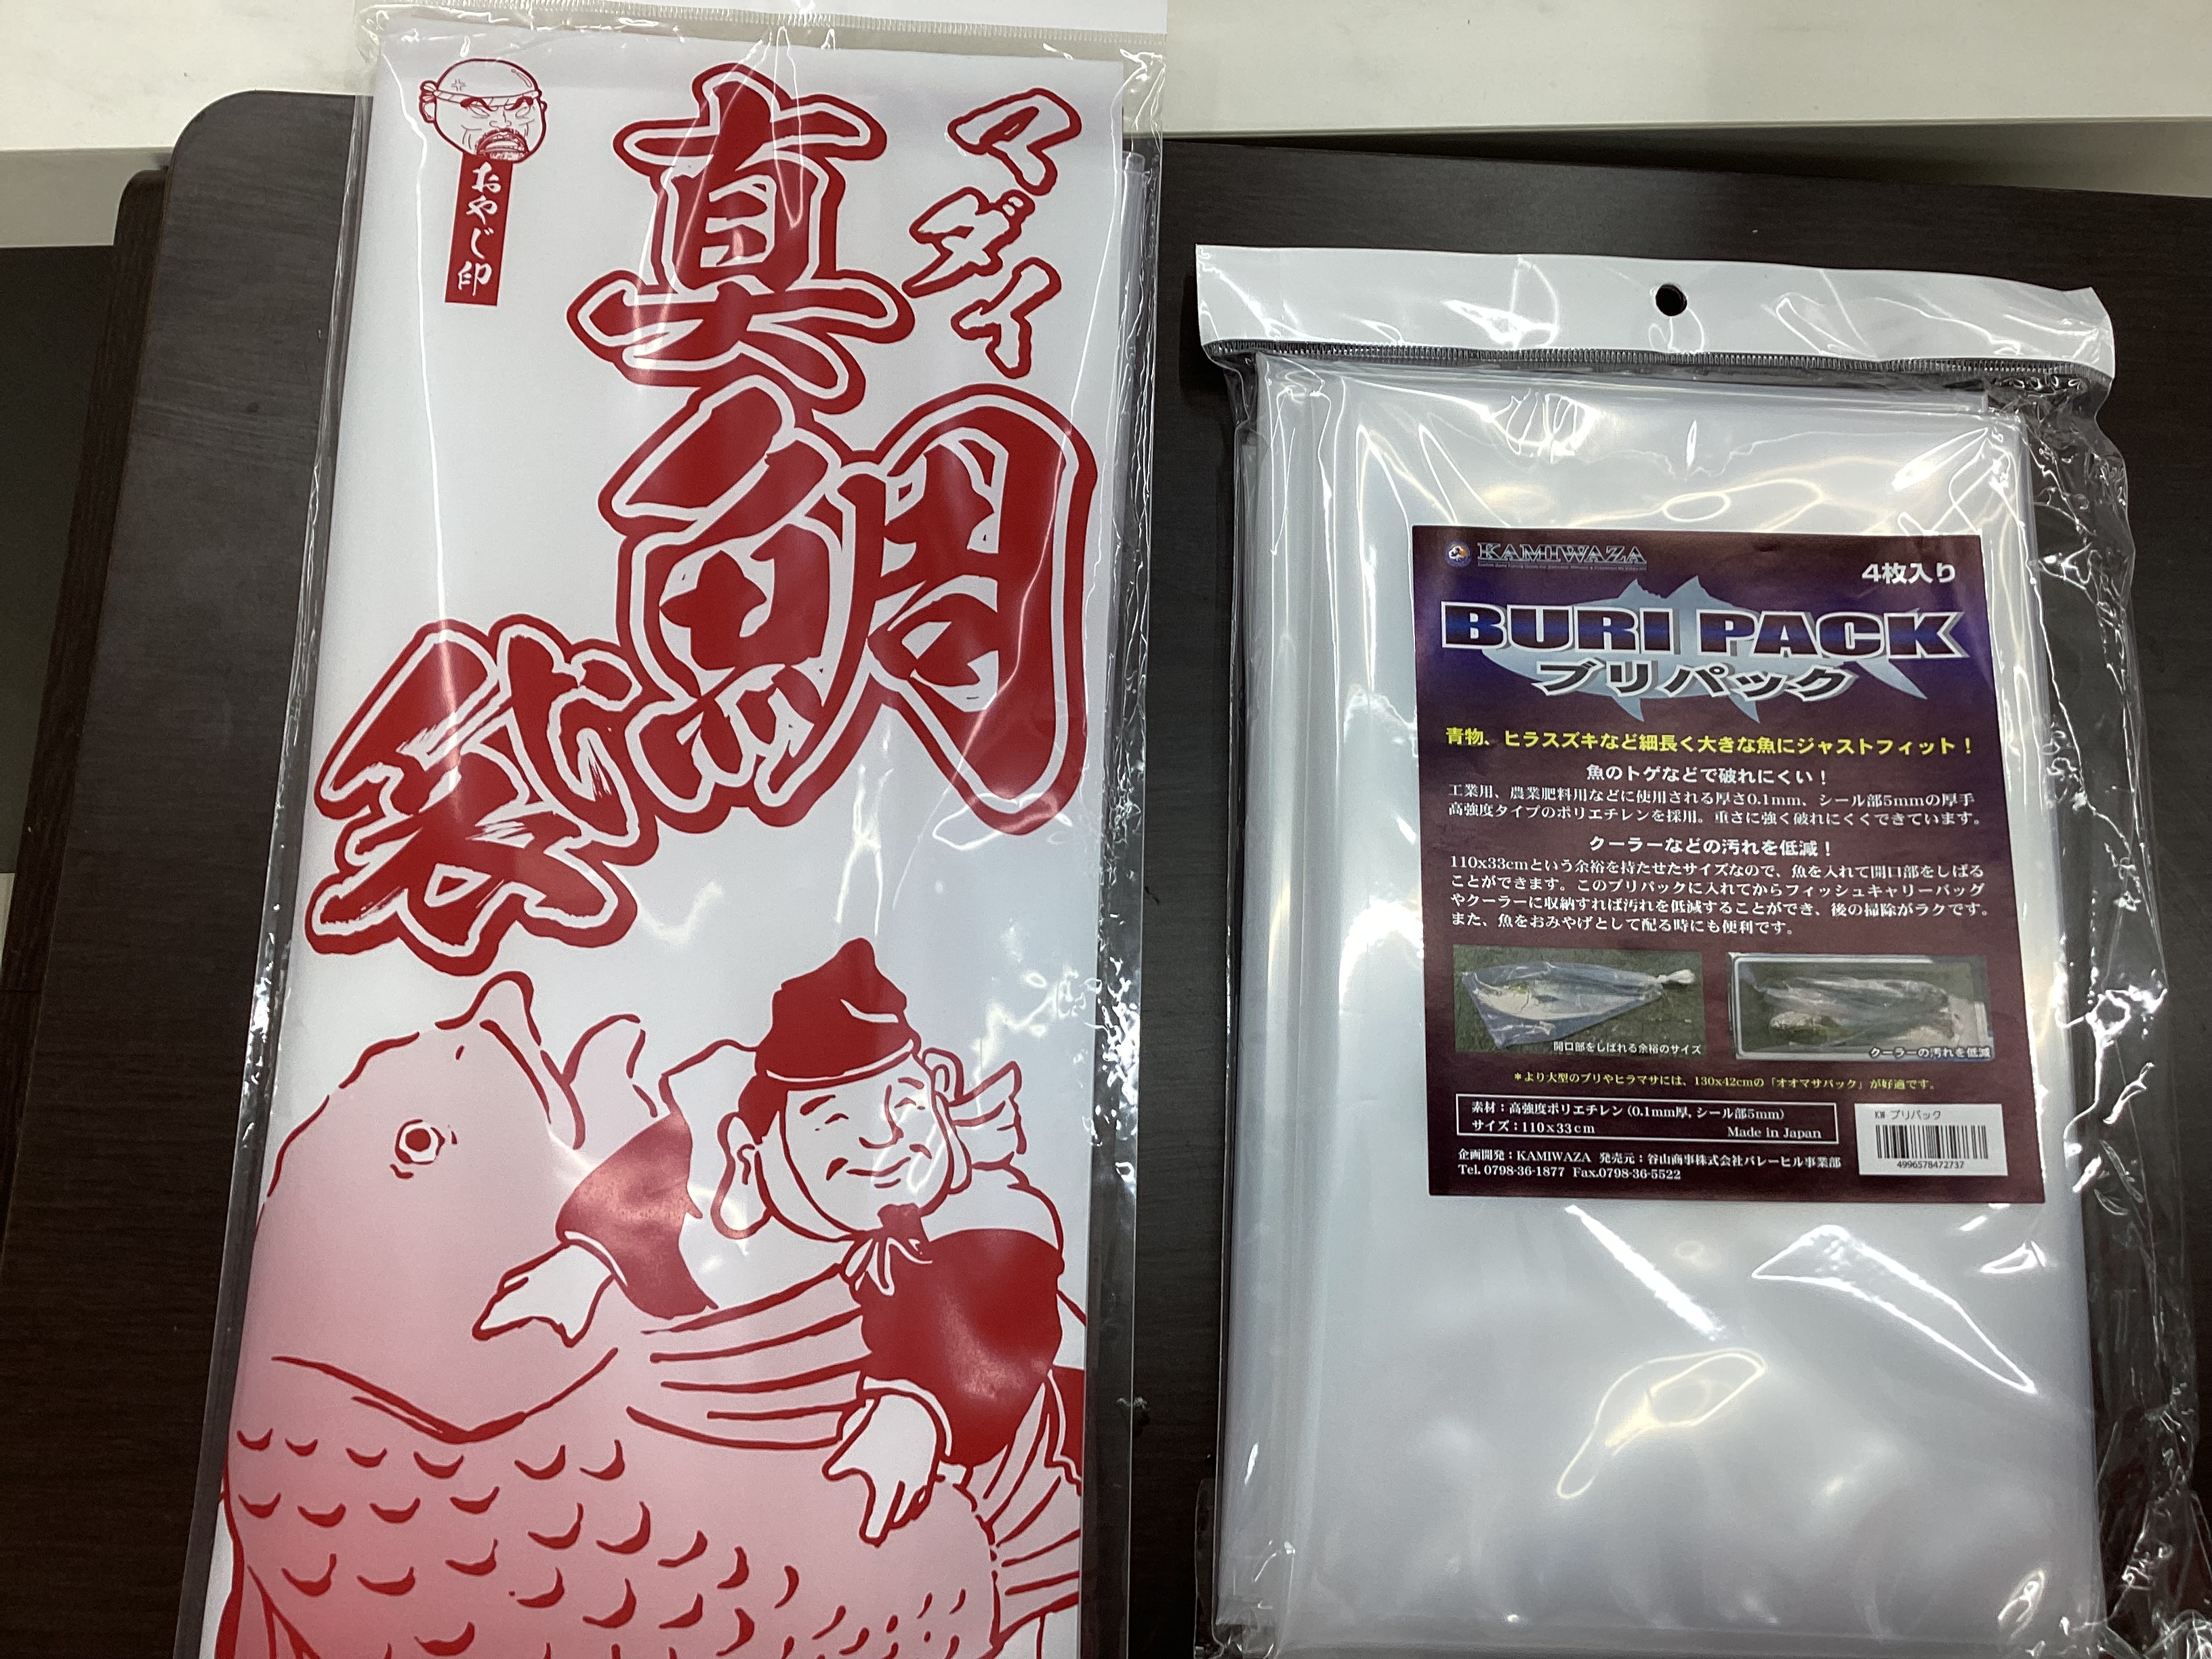 おやじ印
マダイ
真鯛
袋
KAMIWAZA
4枚入り
BURI PACK
ブリパック
青物、ヒラスズキなど細長く大きな魚にジャストフィット！
魚のトゲなどで破れにくい！
工業用、農業肥料用などに使用される厚さ0.1mm、シール部5mmの厚手
高強度タイプのポリエチレンを採用。重さに強く破れにくくできています。
クーラーなどの汚れを低減！
110x33cmという余裕を持たせたサイズなので、魚を入れて開口部をしばる
ことができます。このブリパックに入れてからフィッシュキャリーバッグ
やクーラーに収納すれば汚れを低減することができ、後の掃除がラクです。
また、魚をおみやげとして配る時にも便利です。
開口部をしばれる余裕のサイズ
クーラーの汚れを低減
＊より大型のブリやヒラマサには、130x42cmの「オオマサパック」が好適です。
素材：高強度ポリエチレン（0.1mm厚, シール部5mm）
サイズ：110x33cm
Made in Japan
企画開発：KAMIWAZA 発売元：谷山商事株式会社バレーヒル事業部
Tel. 0798-36-1877 Fax.0798-36-5522
KW ブリパック
4996578472737